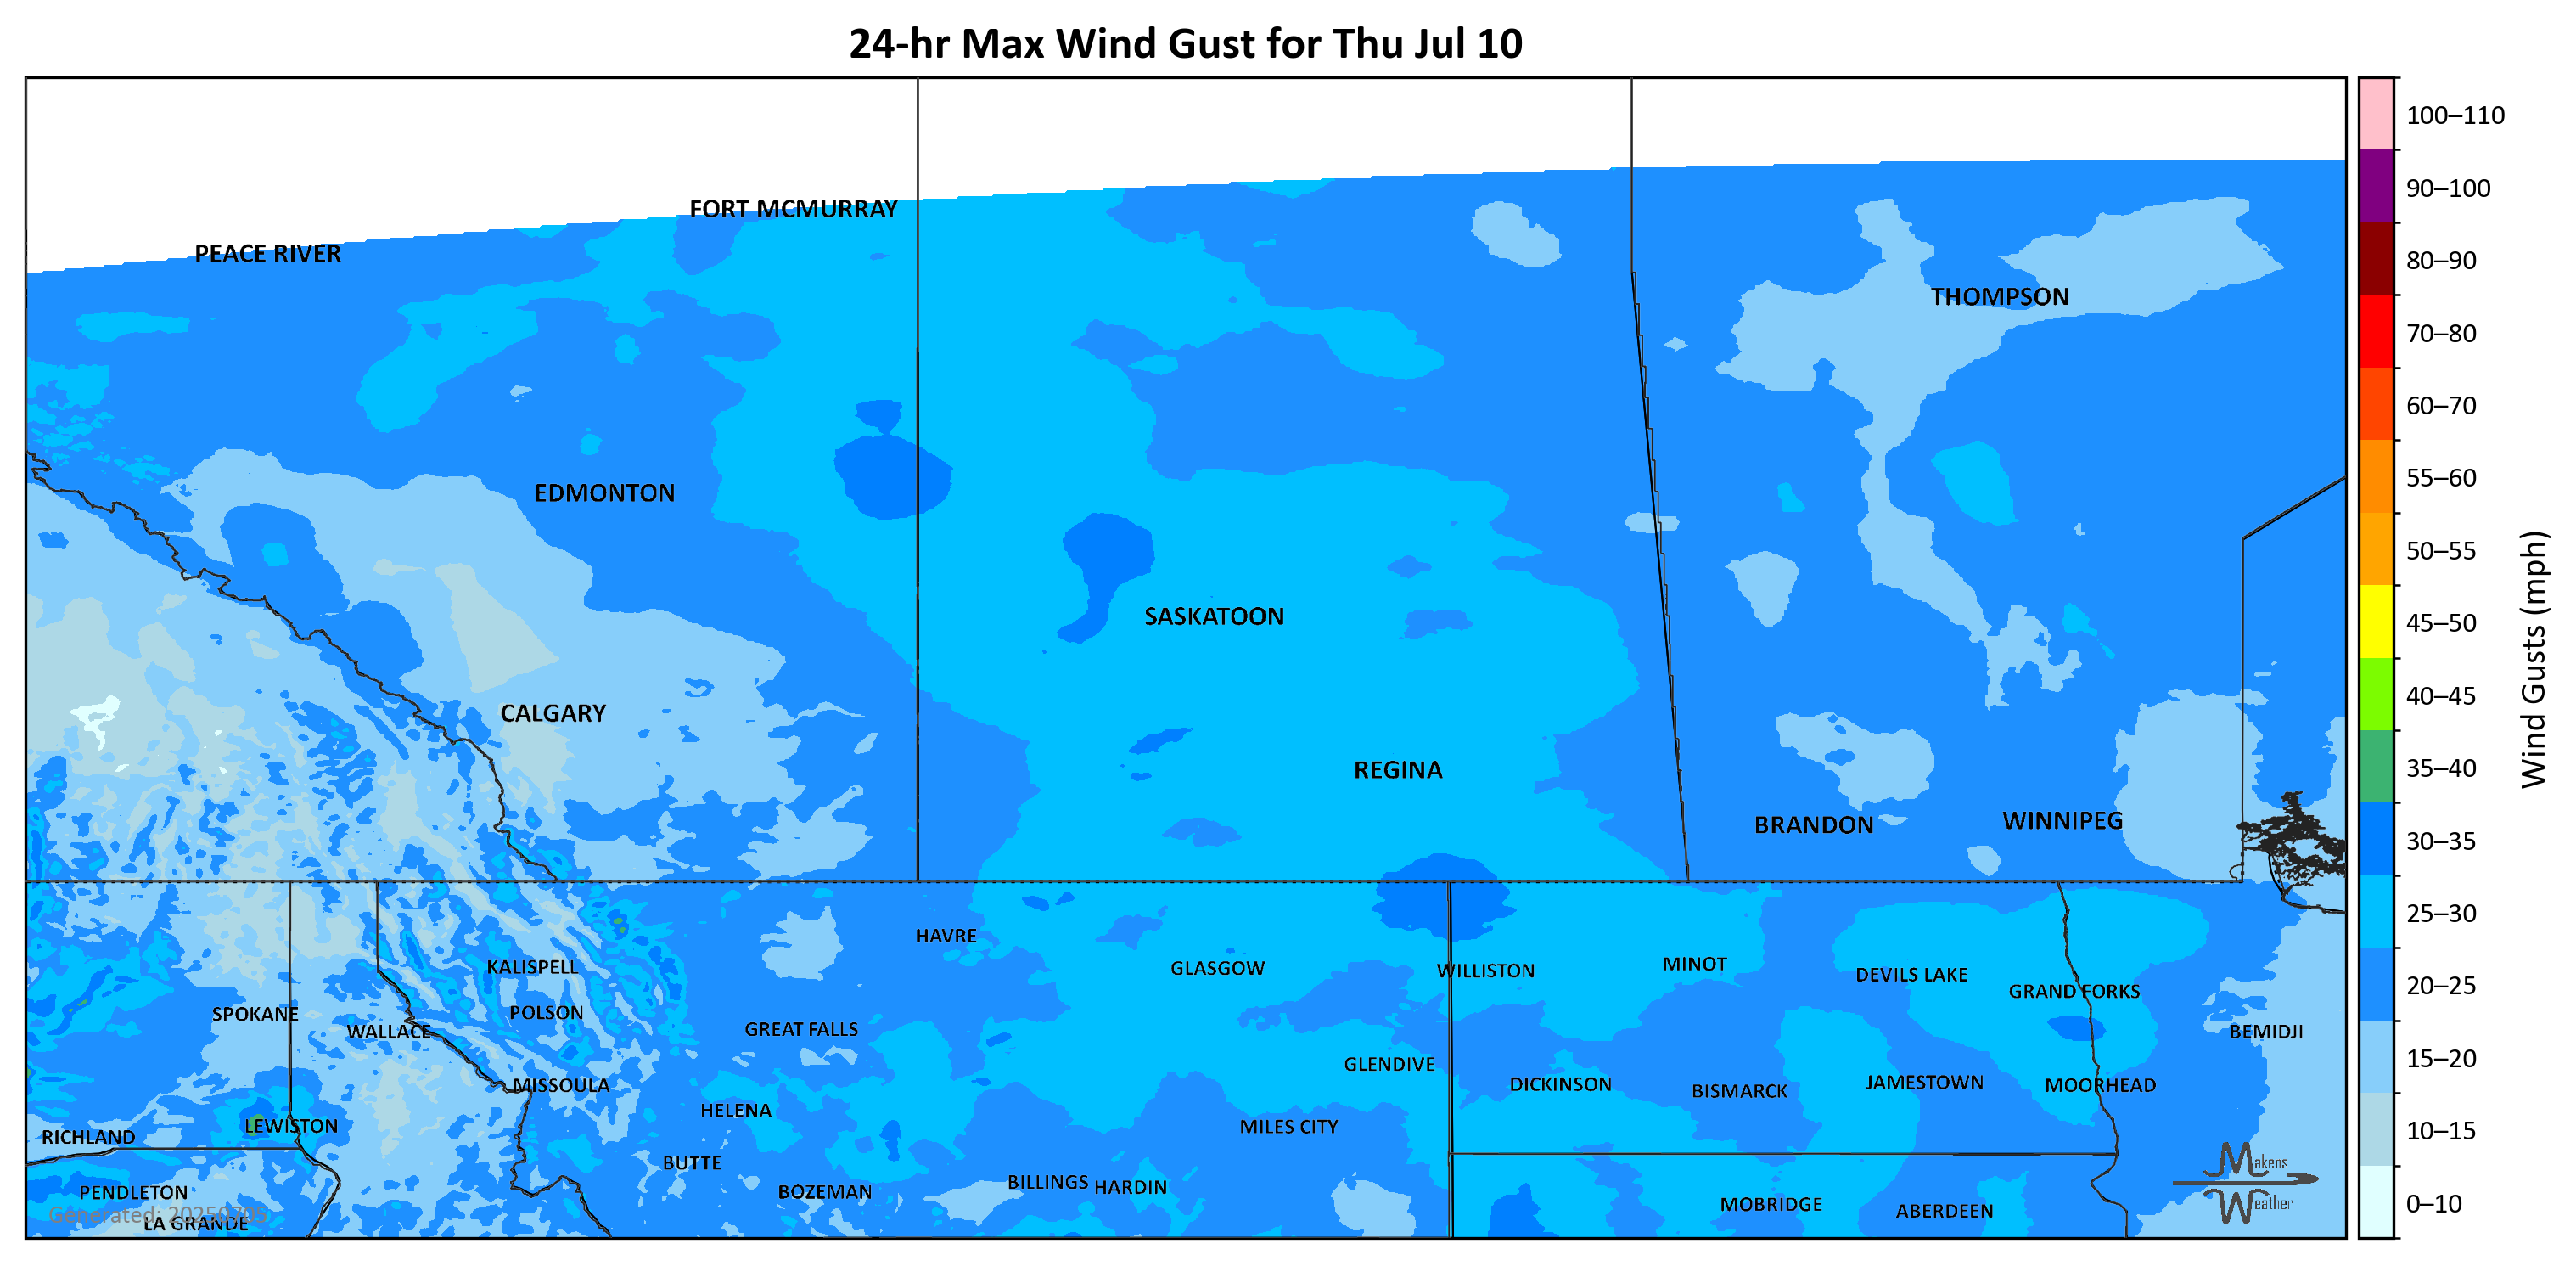 24-hr Max Wind Gust for Thu Jul 10
FORT MCMURRAY
PEACE RIVER
THOMPSON
EDMONTON
SASKATOON
CALGARY
REGINA
BRANDON
WINNIPEG
HAVRE
KALISPELL
GLASGOW
WILLISTON
MINOT
DEVILS LAKE
GRAND FORKS
SPOKANE
POLSON
WALLACE
GREAT FALLS
BEMIDJI
GLENDIVE
MISSOULA
DICKINSON
BISMARCK
JAMESTOWN
MOORHEAD
HELENA
LEWISTON
MILES CITY
RICHLAND
BUTTE
BILLINGS
HARDIN
PENDLETON
BOZEMAN
MOBRIDGE
ABERDEEN
Generated: 20250705
LA GRANDE
Makens
Weather
100–110
90–100
80–90
70–80
60–70
55–60
50–55
45–50
40–45
35–40
30–35
25–30
20–25
15–20
10–15
0–10
Wind Gusts (mph)